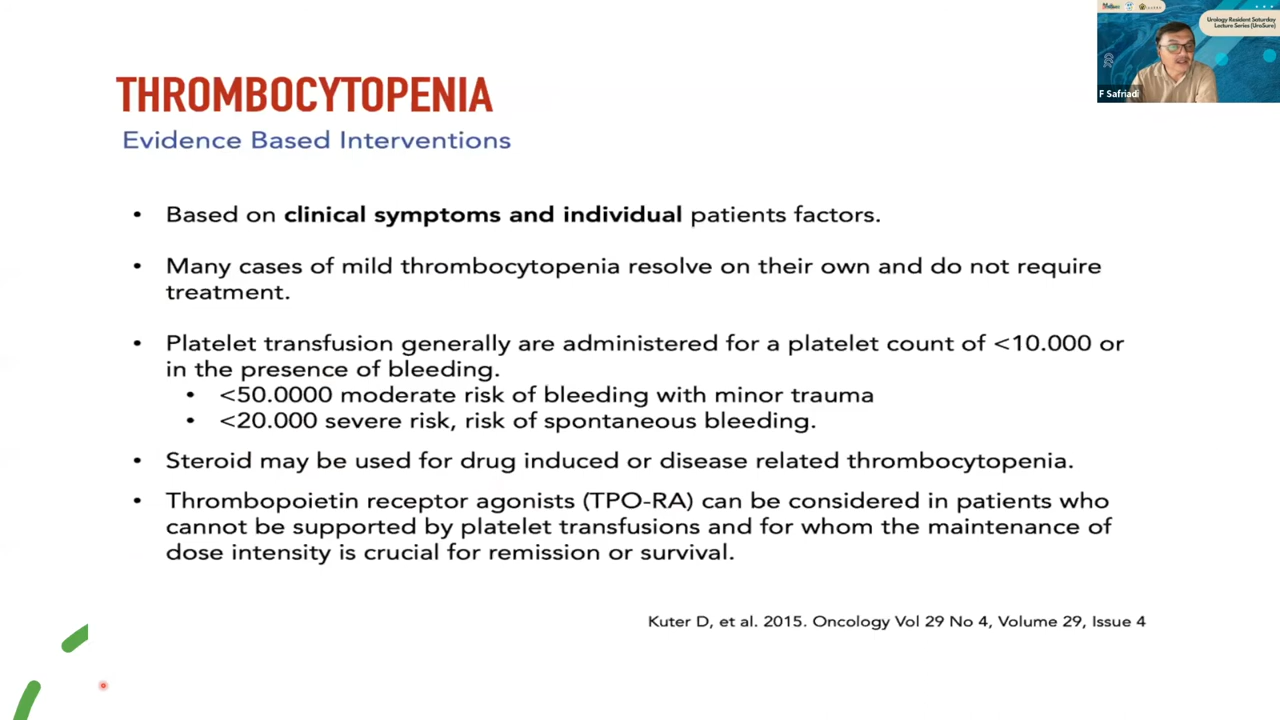 Urology Resident Saturday
Lecture Series (UroSure)
F Safriadi
THROMBOCYTOPENIA
Evidence Based Interventions
• Based on clinical symptoms and individual patients factors.
• Many cases of mild thrombocytopenia resolve on their own and do not require
treatment.
• Platelet transfusion generally are administered for a platelet count of <10.000 or
in the presence of bleeding.
• <50.0000 moderate risk of bleeding with minor trauma
• <20.000 severe risk, risk of spontaneous bleeding.
• Steroid may be used for drug induced or disease related thrombocytopenia.
• Thrombopoietin receptor agonists (TPO-RA) can be considered in patients who
cannot be supported by platelet transfusions and for whom the maintenance of
dose intensity is crucial for remission or survival.
Kuter D, et al. 2015. Oncology Vol 29 No 4, Volume 29, Issue 4